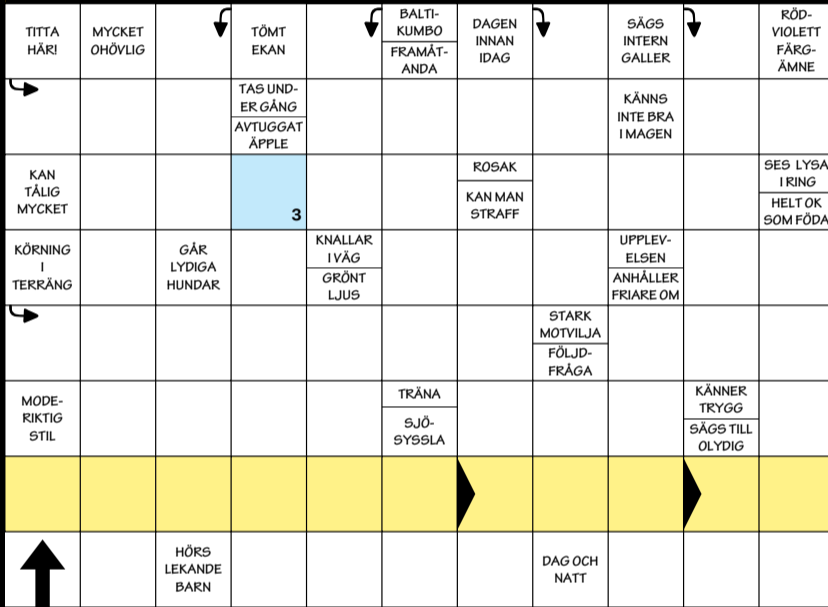 TITTA
HÄR!
MYCKET
OHÖVLIG
TÖMT
EKAN
BALTI-
KUMBO
FRAMÅT-
ANDA
DAGEN
INNAN
IDAG
SÄGS
INTERN
GALLER
RÖD-
VIOLETT
FÄRG-
ÄMNE
TAS UND-
ER GÅNG
AVTUGGAT
ÄPPLE
KÄNNS
INTE BRA
I MAGEN
KAN
TÅLIG
MYCKET
3
ROSAK
KAN MAN
STRAFF
SES LYSA
I RING
HELT OK
SOM FÖDA
KÖRNING
I
TERRÄNG
GÅR
LYDIGA
HUNDAR
KNALLAR
I VÄG
GRÖNT
LJUS
UPPLEV-
ELSEN
ANHÅLLER
FRIARE OM
STARK
MOTVILJA
FÖLJD-
FRÅGA
MODE-
RIKTIG
STIL
TRÄNA
SJÖ-
SYSSLA
KÄNNER
TRYGG
SÄGS TILL
OLYDIG
HÖRS
LEKANDE
BARN
DAG OCH
NATT